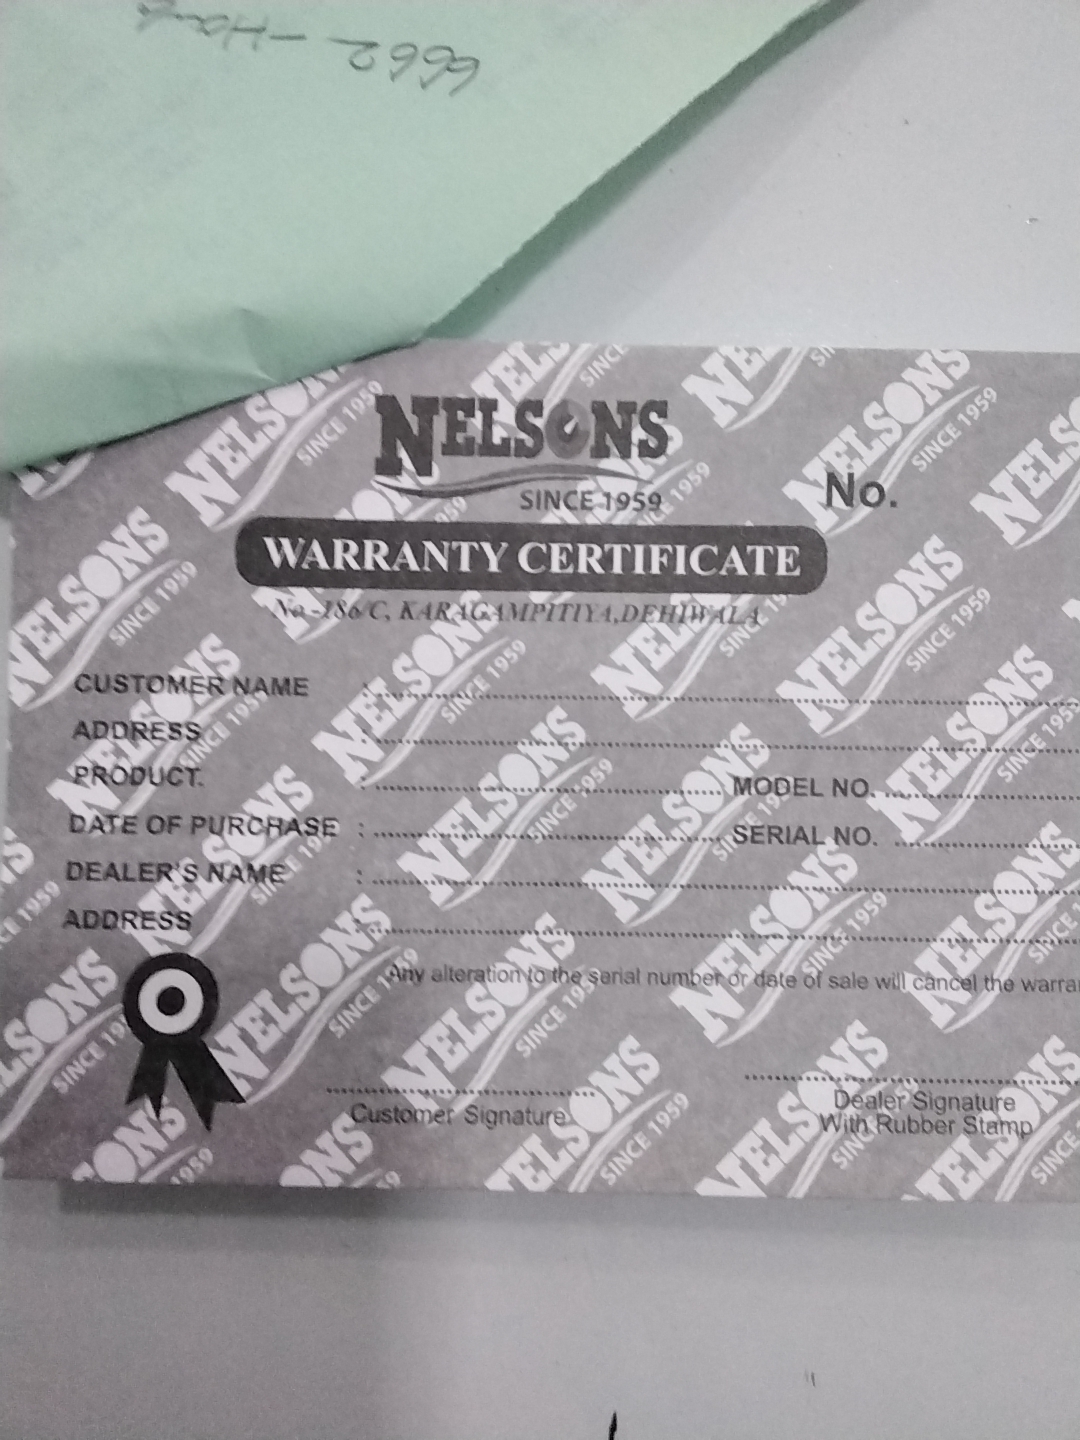 NELSONS
SINCE 1959
No.
WARRANTY CERTIFICATE
No-186/C, KARAGAMPITIYA,DEHIWALA
CUSTOMER NAME :
ADDRESS :
PRODUCT. : MODEL NO.
DATE OF PURCHASE : SERIAL NO.
DEALER'S NAME :
ADDRESS :
Any alteration to the serial number or date of sale will cancel the
Customer Signature
Dealer Signature
With Rubber Stamp